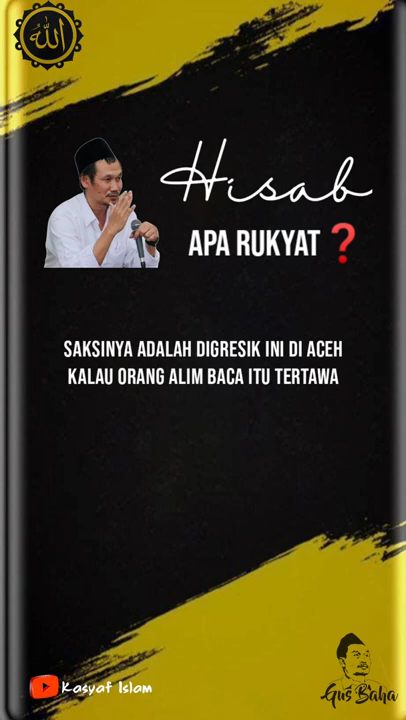 الله
Hisab
APA RUKYAT ❓
SAKSINYA ADALAH DIGRESIK INI DI ACEH
KALAU ORANG ALIM BACA ITU TERTAWA
Kasyaf Islam
Gus Baha